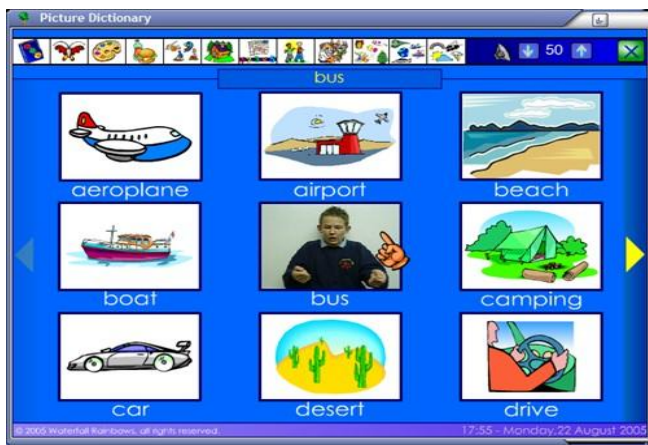 Picture Dictionary
50
bus
aeroplane airport beach
boat bus camping
car desert drive
© 2005 Waterfall Rainbows, all rights reserved. 17:55 - Monday,22 August 2005